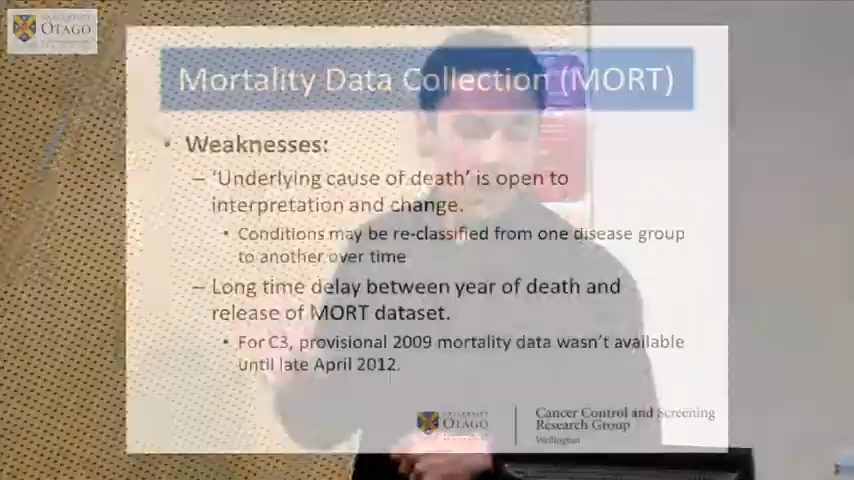 OTAGO
Mortality Data Collection (MORT)
• Weaknesses:
– 'Underlying cause of death' is open to
interpretation and change.
• Conditions may be re-classified from one disease group
to another over time
– Long time delay between year of death and
release of MORT dataset.
• For C3, provisional 2009 mortality data wasn't available
until late April 2012.
UNIVERSITY
OTAGO
Cancer Control and Screening
Research Group
Wellington